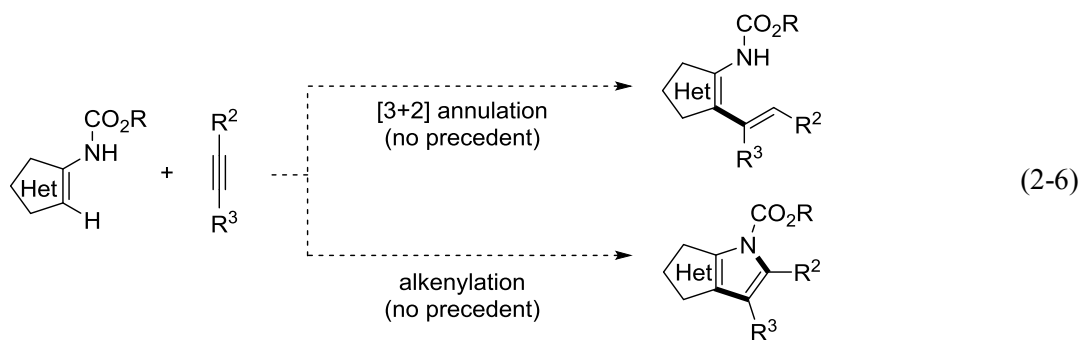 CO₂R
NH
Het
H
+
R²
R³
[3+2] annulation
(no precedent)
CO₂R
NH
Het
R²
R³
alkenylation
(no precedent)
CO₂R
N
Het
R²
R³
(2-6)